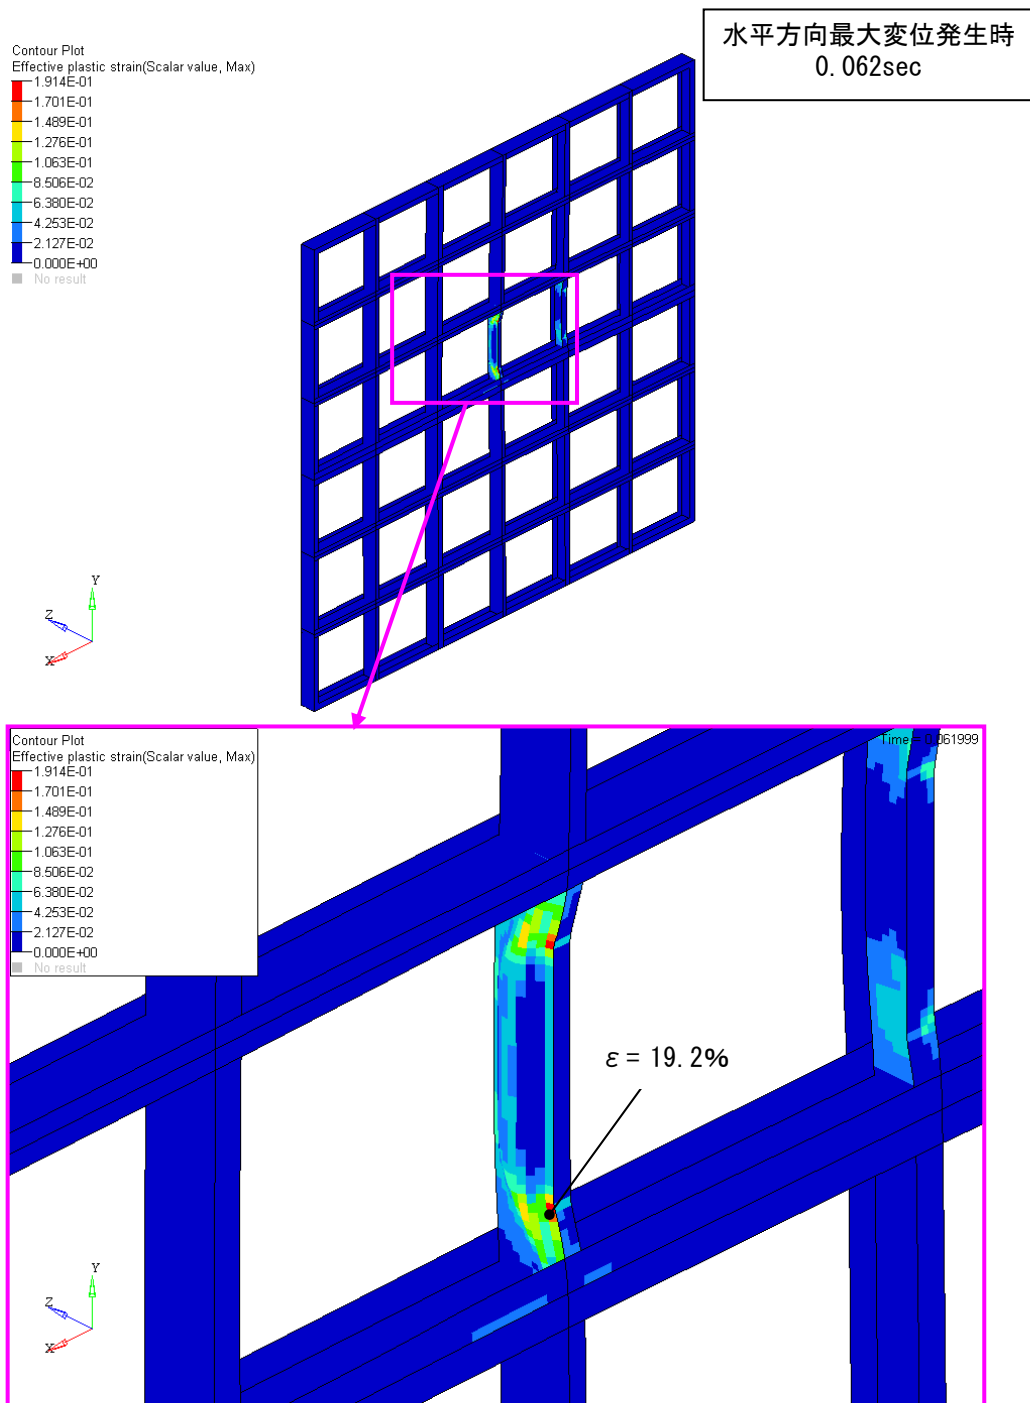 水平方向最大変位発生時
0.062sec
Contour Plot
Effective plastic strain(Scalar value, Max)
1.914E-01
1.701E-01
1.489E-01
1.276E-01
1.063E-01
8.506E-02
6.380E-02
4.253E-02
2.127E-02
0.000E+00
No result
Y
Z
X
Contour Plot
Effective plastic strain(Scalar value, Max)
Time = 0.061999
1.914E-01
1.701E-01
1.489E-01
1.276E-01
1.063E-01
8.506E-02
6.380E-02
4.253E-02
2.127E-02
0.000E+00
No result
ε = 19.2%
Y
Z
X